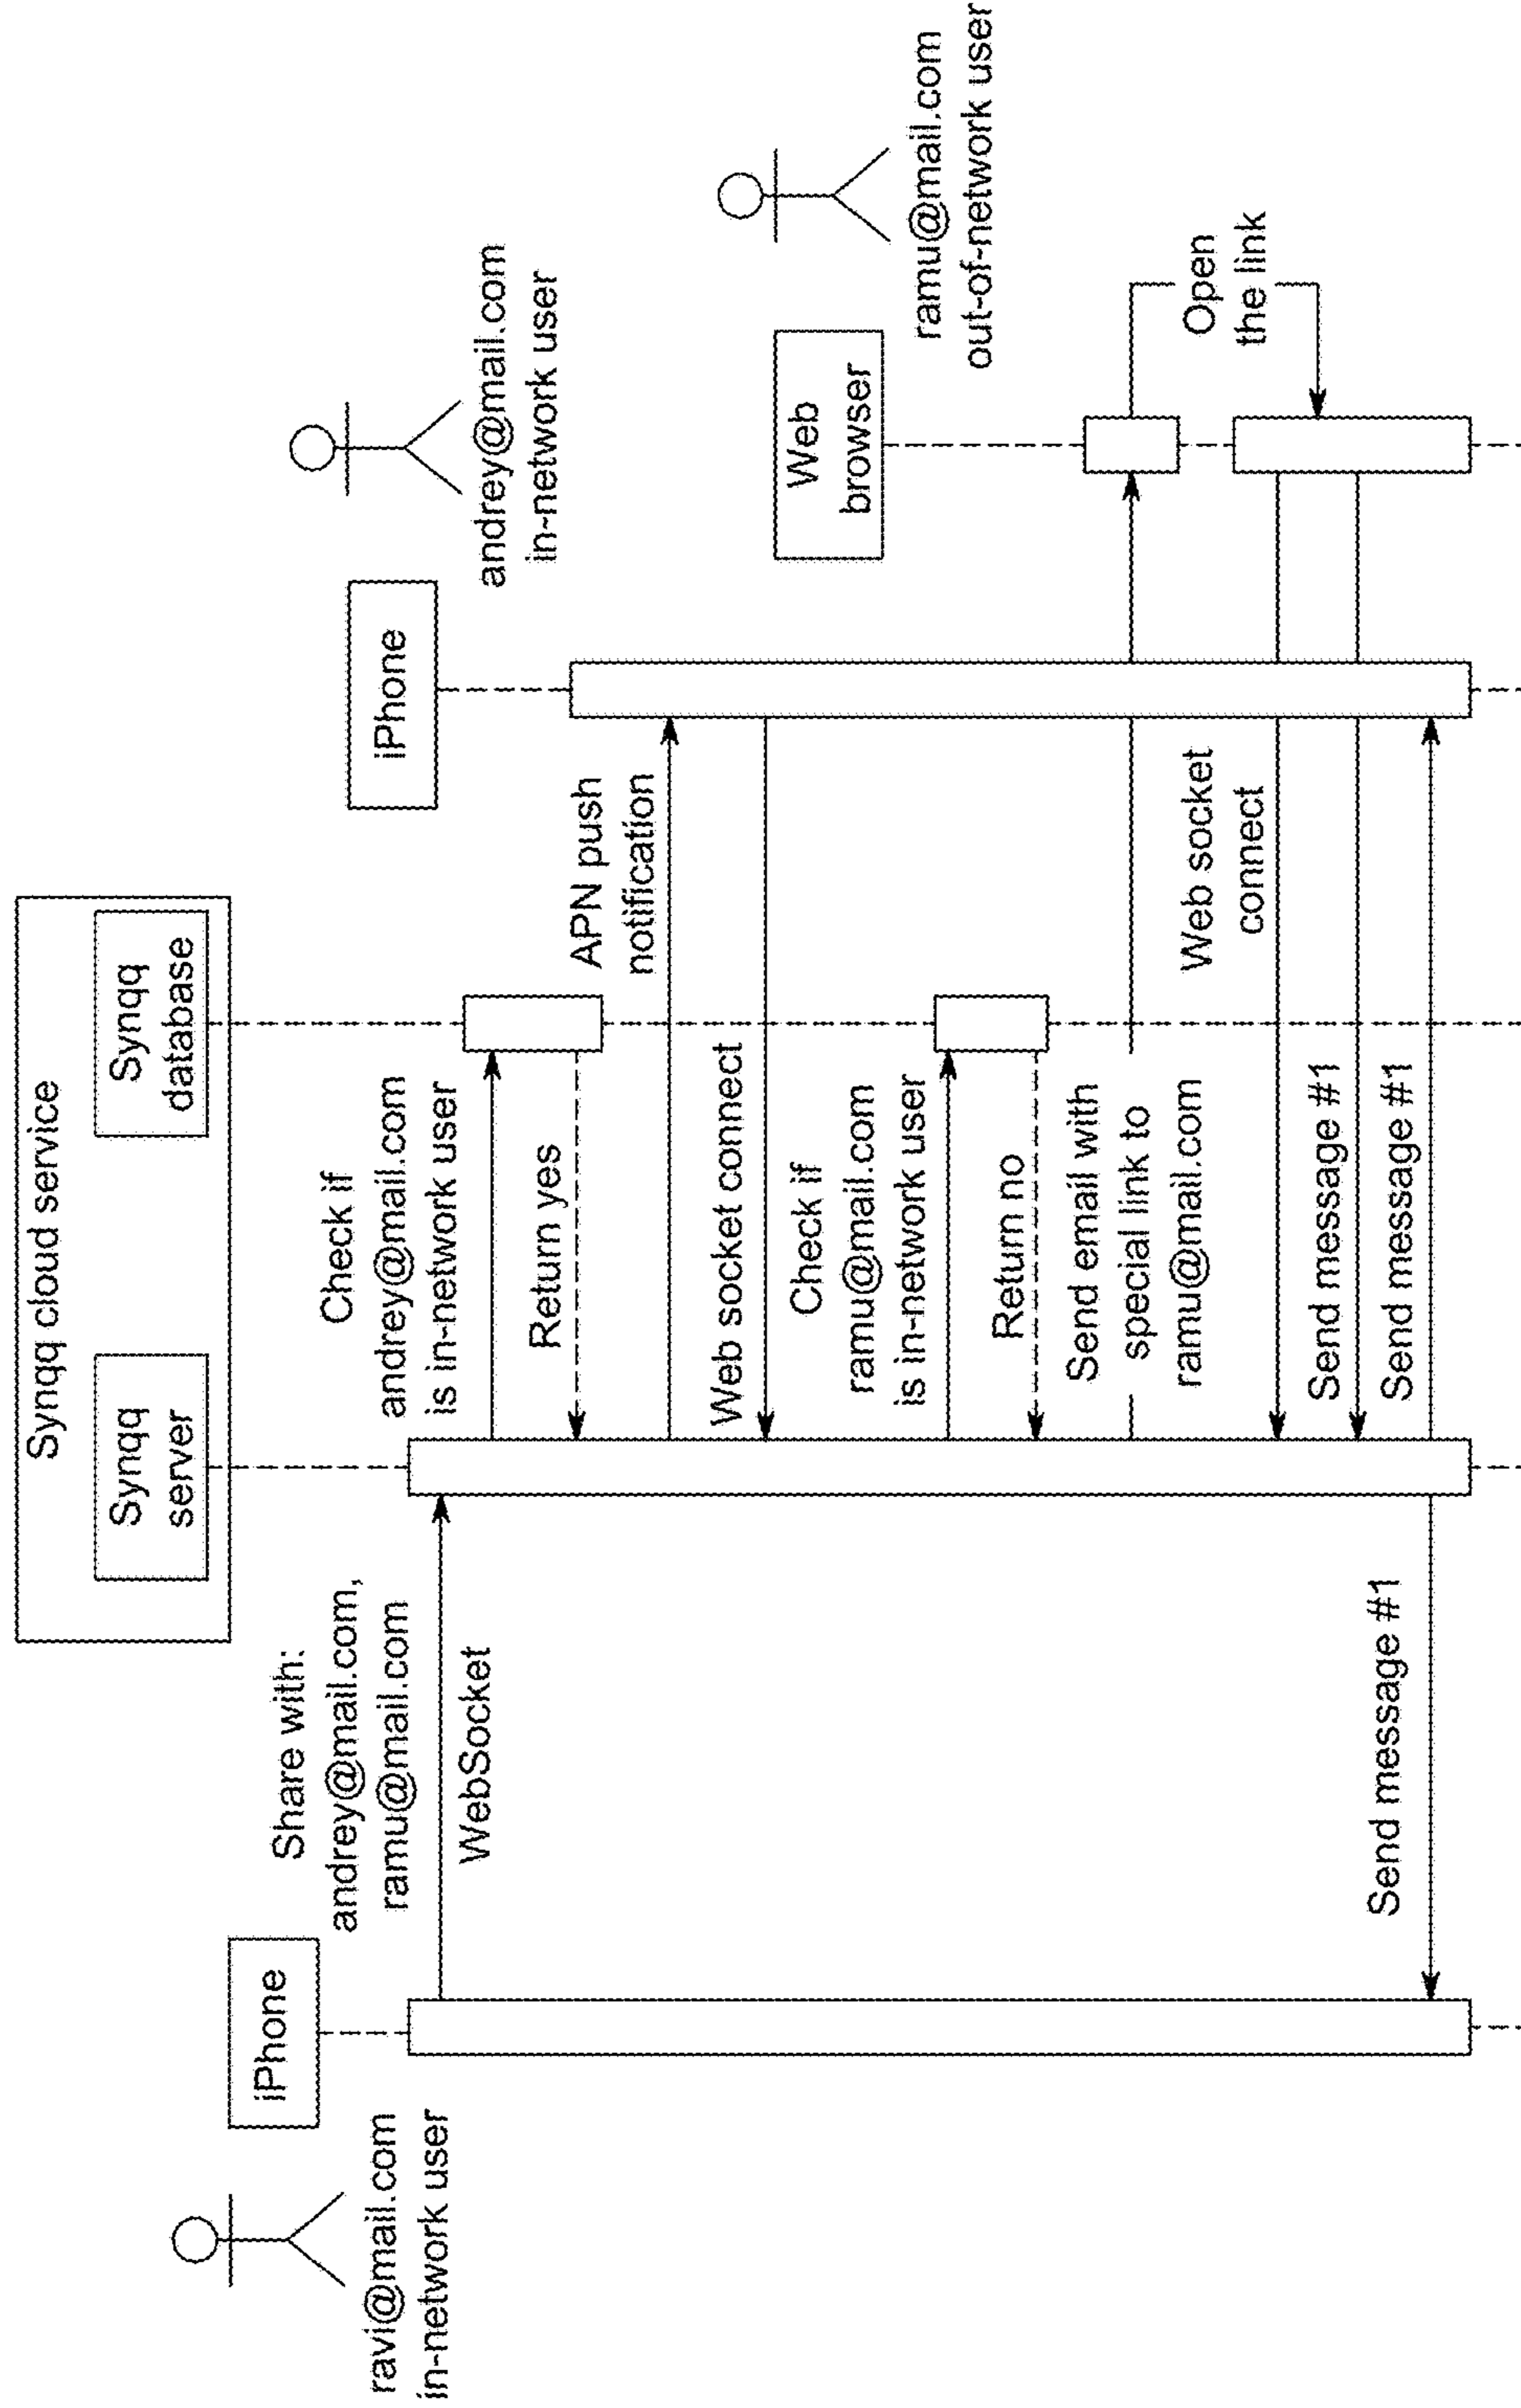 Synqq cloud service
Synqq
server
Synqq
database
ravi@mail.com
in-network user
iPhone
Share with:
andrey@mail.com,
ramu@mail.com
WebSocket
Check if
andrey@mail.com
is in-network user
Return yes
iPhone
andrey@mail.com
in-network user
APN push
notification
Web socket connect
Check if
ramu@mail.com
is in-network user
Return no
Web
browser
ramu@mail.com
out-of-network user
Send email with
special link to
ramu@mail.com
Open
the link
Web socket
connect
Send message #1
Send message #1
Send message #1